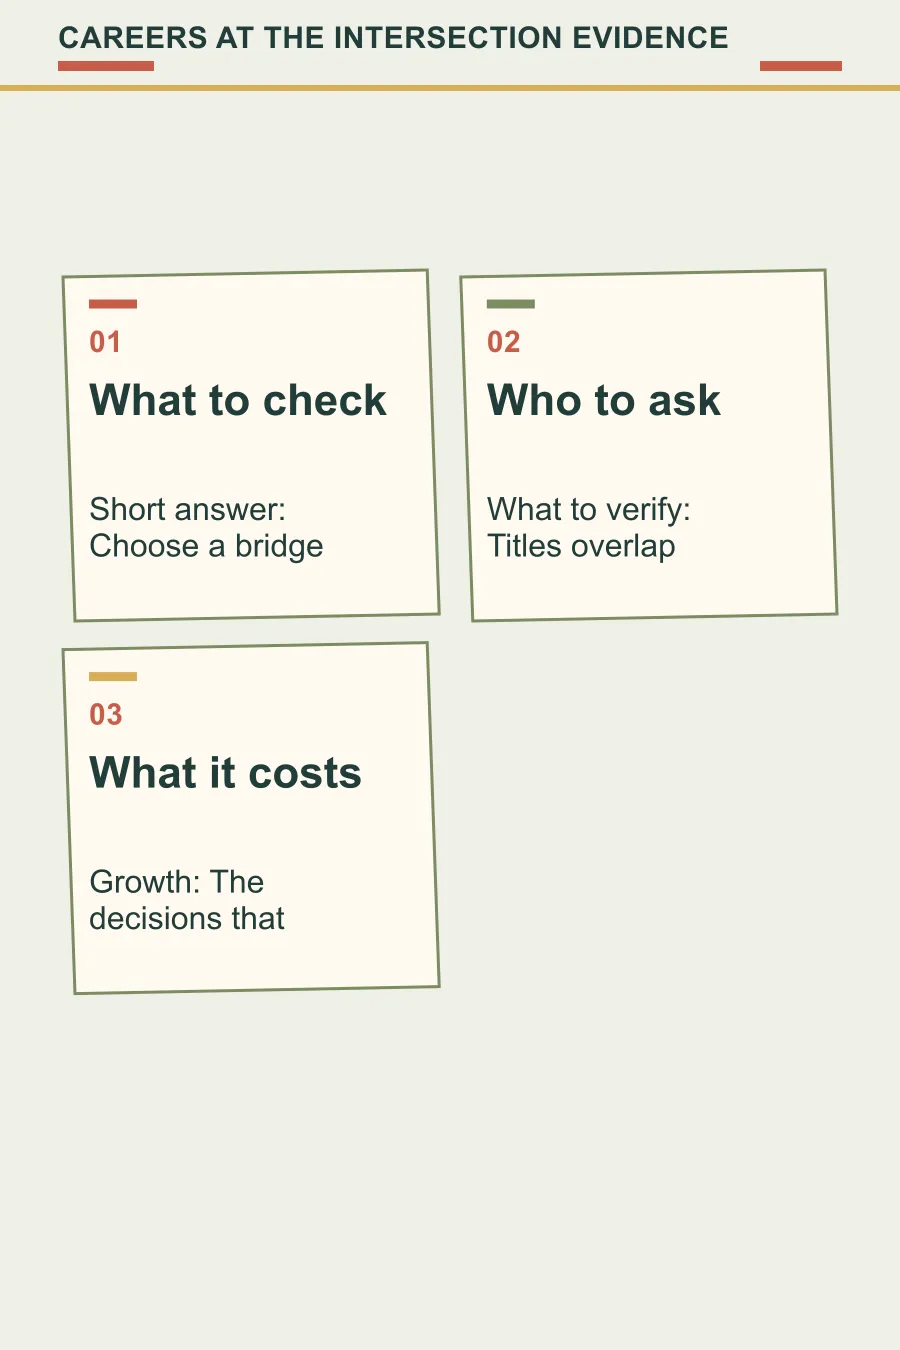 CAREERS AT THE INTERSECTION EVIDENCE
01
What to check
Short answer:
Choose a bridge
02
Who to ask
What to verify:
Titles overlap
03
What it costs
Growth: The
decisions that